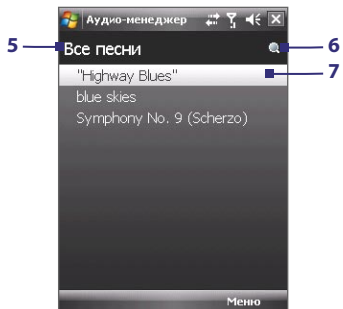 Аудио-менеджер
5 Все песни 6
"Highway Blues" 7
blue skies
Symphony No. 9 (Scherzo)
Меню